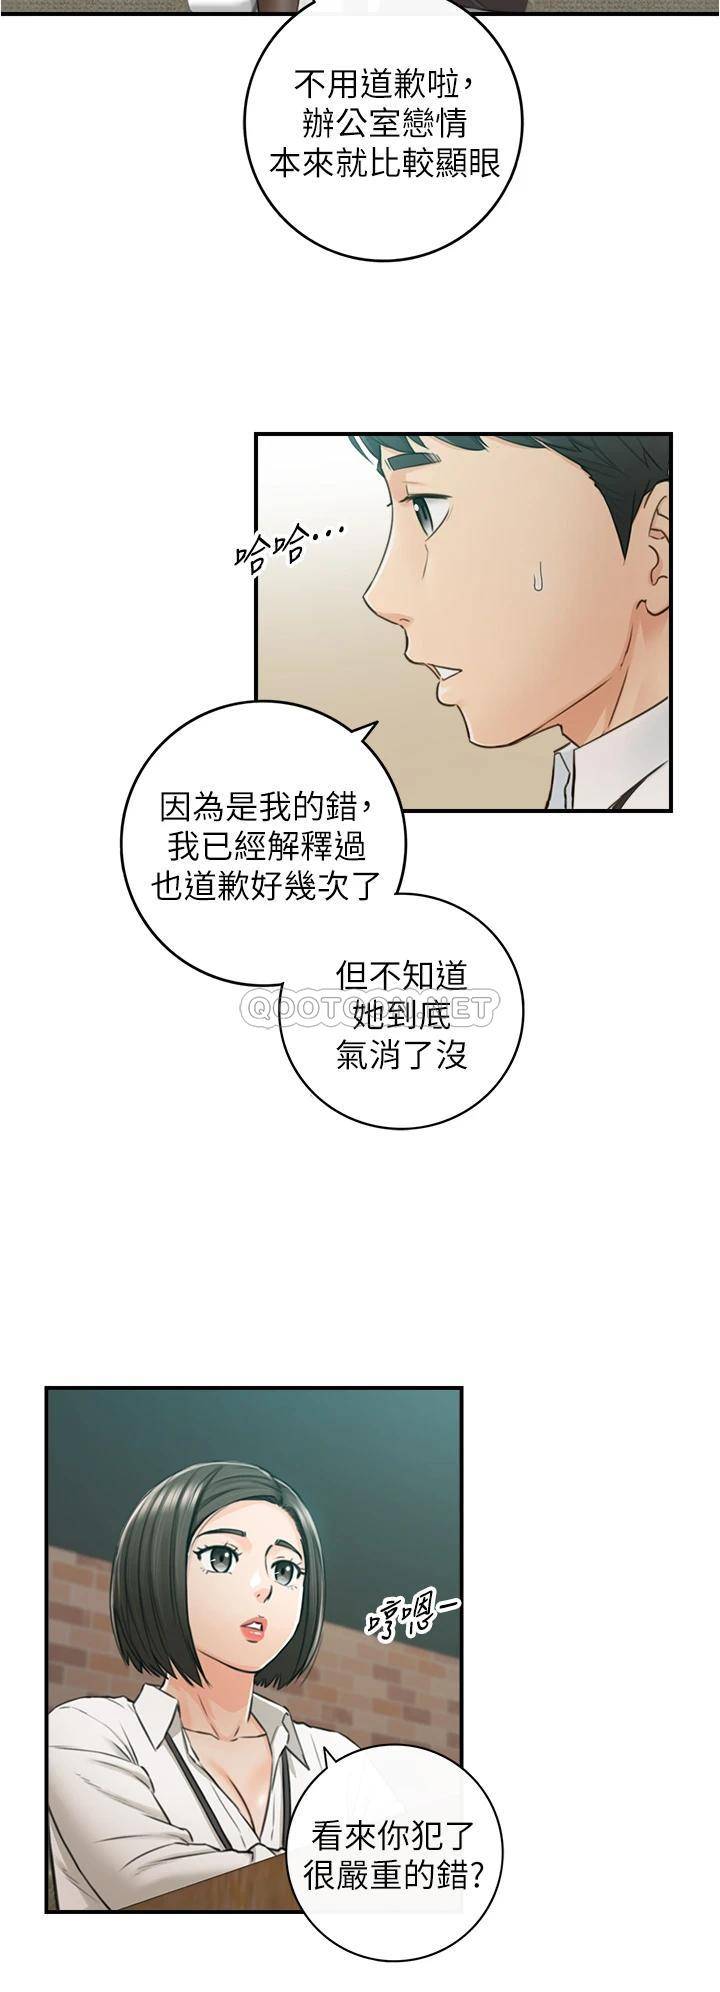 不用道歉啦，
辦公室戀情
本來就比較顯眼
哈哈…
因為是我的錯，
我已經解釋過
也道歉好幾次了
但不知道
她到底
氣消了沒
QOOTOON.NET
哼嗯–
看來你犯了
很嚴重的錯?